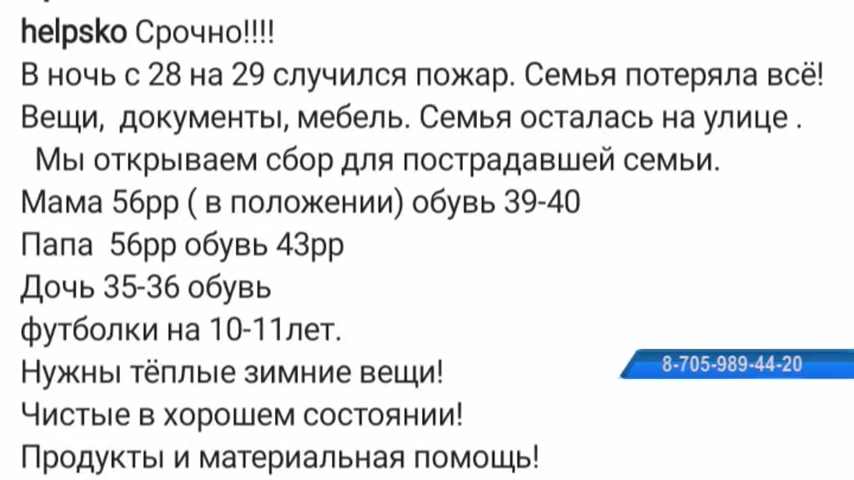 helpsko Срочно!!!!
В ночь с 28 на 29 случился пожар. Семья потеряла всё!
Вещи, документы, мебель. Семья осталась на улице .
Мы открываем сбор для пострадавшей семьи.
Мама 56рр ( в положении) обувь 39-40
Папа 56рр обувь 43рр
Дочь 35-36 обувь
футболки на 10-11лет.
Нужны тёплые зимние вещи!
8-705-989-44-20
Чистые в хорошем состоянии!
Продукты и материальная помощь!